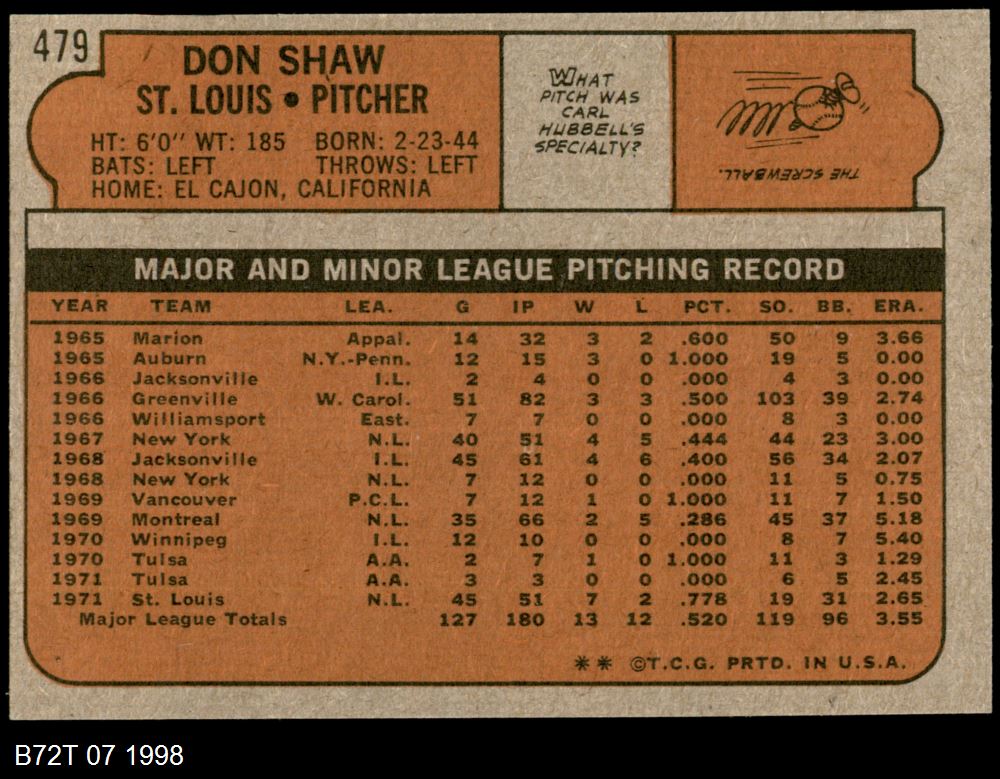 479
DON SHAW
ST. LOUIS • PITCHER
HT: 6'0" WT: 185 BORN: 2-23-44
BATS: LEFT THROWS: LEFT
HOME: EL CAJON, CALIFORNIA
WHAT
PITCH WAS
CARL
HUBBELL'S
SPECIALTY?
THE SCREWBALL.
MAJOR AND MINOR LEAGUE PITCHING RECORD
YEAR TEAM LEA. G IP W L PCT. SO. BB. ERA.
1965 Marion Appal. 14 32 3 2 .600 50 9 3.66
1965 Auburn N.Y.-Penn. 12 15 3 0 1.000 19 5 0.00
1966 Jacksonville I.L. 2 4 0 0 .000 4 3 0.00
1966 Greenville W. Carol. 51 82 3 3 .500 103 39 2.74
1966 Williamsport East. 7 7 0 0 .000 8 3 0.00
1967 New York N.L. 40 51 4 5 .444 44 23 3.00
1968 Jacksonville I.L. 45 61 4 6 .400 56 34 2.07
1968 New York N.L. 7 12 0 0 .000 11 5 0.75
1969 Vancouver P.C.L. 7 12 1 0 1.000 11 7 1.50
1969 Montreal N.L. 35 66 2 5 .286 45 37 5.18
1970 Winnipeg I.L. 12 10 0 0 .000 8 7 5.40
1970 Tulsa A.A. 2 7 1 0 1.000 11 3 1.29
1971 Tulsa A.A. 3 3 0 0 .000 6 5 2.45
1971 St. Louis N.L. 45 51 7 2 .778 19 31 2.65
Major League Totals 127 180 13 12 .520 119 96 3.55
** ©T.C.G. PRTD. IN U.S.A.
B72T 07 1998